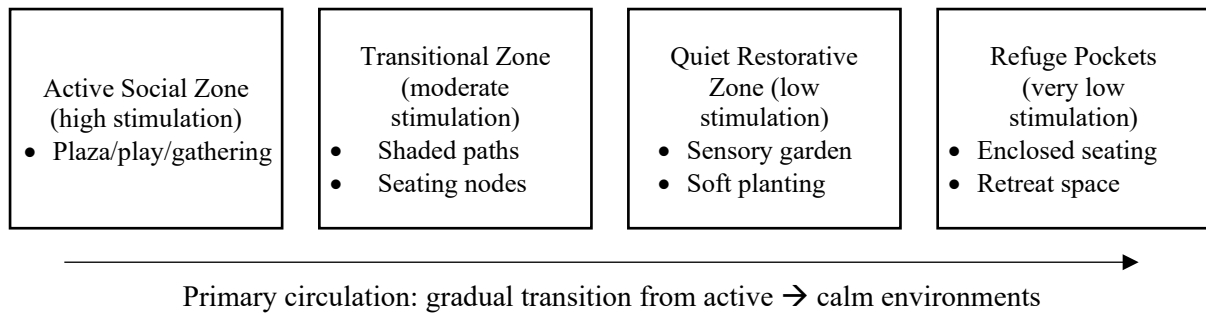 Active Social Zone
(high stimulation)
• Plaza/play/gathering
Transitional Zone
(moderate
stimulation)
• Shaded paths
• Seating nodes
Quiet Restorative
Zone (low
stimulation)
• Sensory garden
• Soft planting
Refuge Pockets
(very low
stimulation)
• Enclosed seating
• Retreat space
Primary circulation: gradual transition from active → calm environments